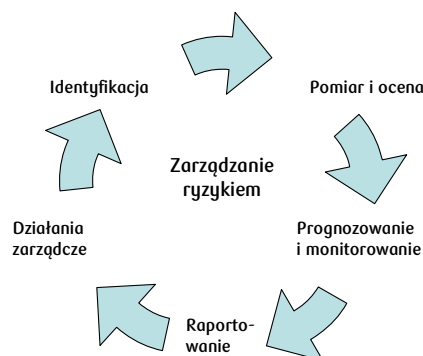 Identyfikacja
Pomiar i ocena
Zarządzanie
ryzykiem
Działania
zarządcze
Prognozowanie
i monitorowanie
Raporto-
wanie